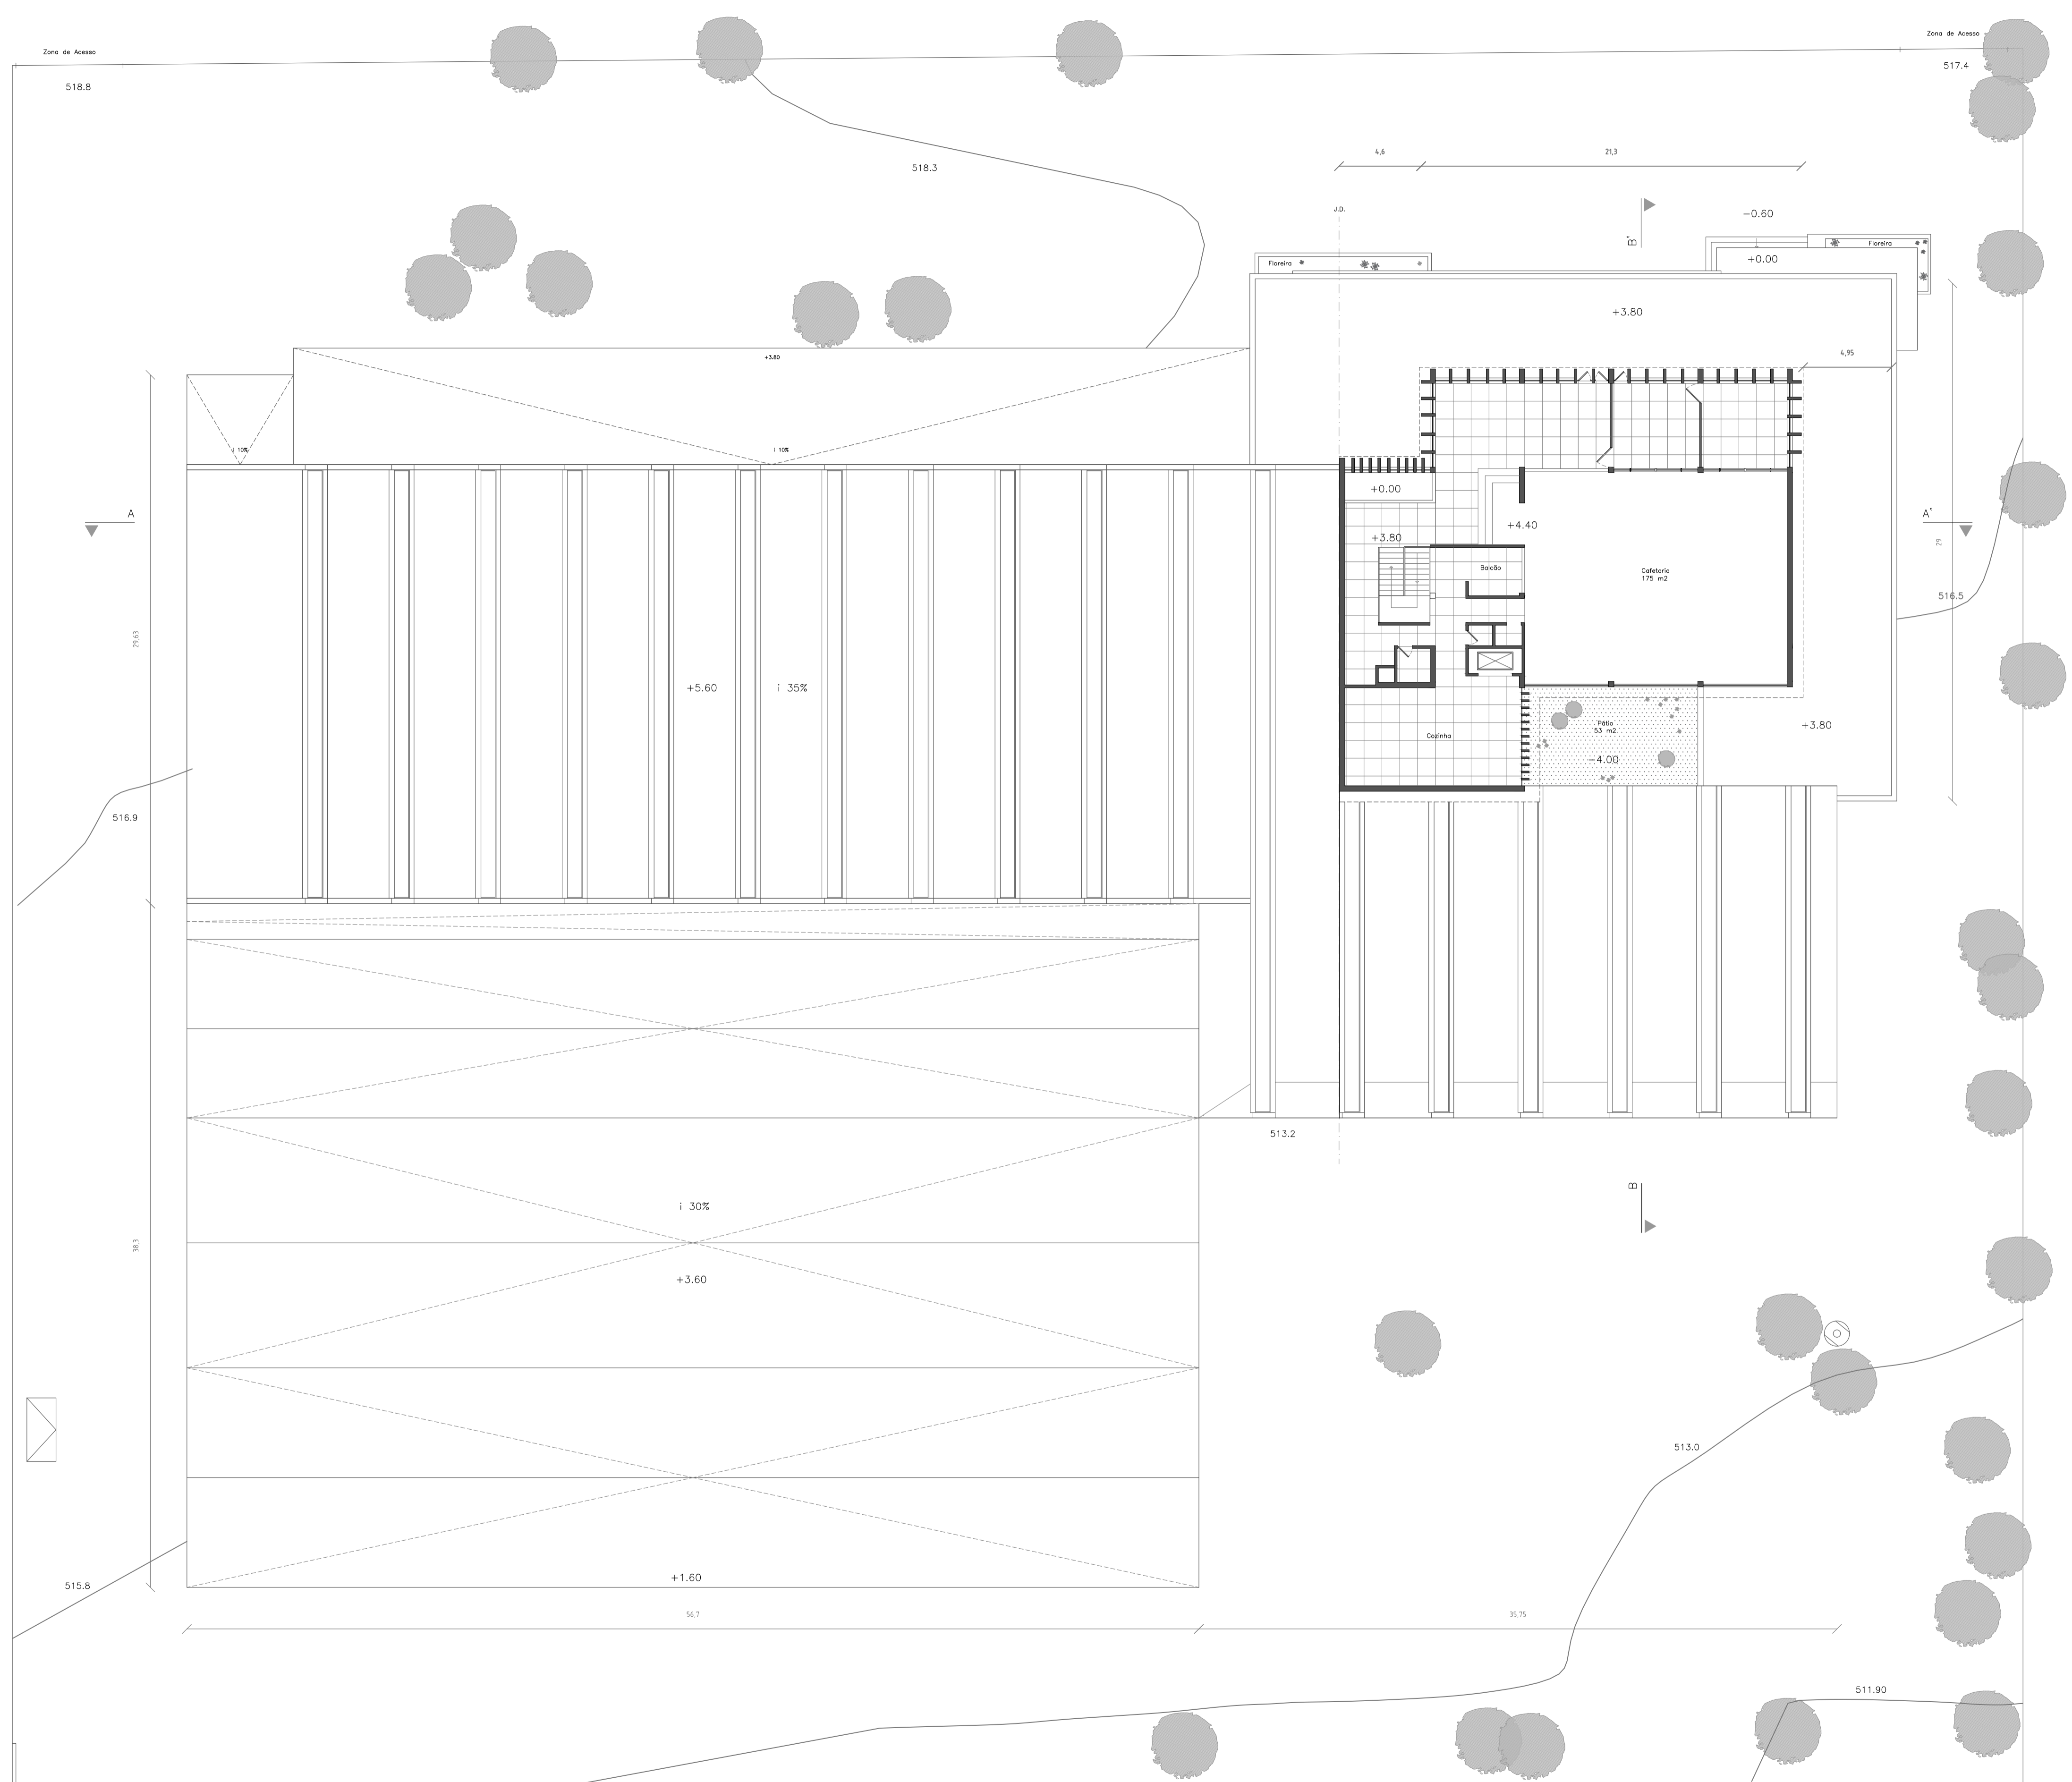 Zona de Acesso
Zona de Acesso
518.8
517.4
4,6
21,3
518.3
J.D.
B'
-0.60
Floreira
Floreira
+0.00
+3.80
+3.80
4,95
i 10%
i 10%
+0.00
A
A'
+4.40
+3.80
29
Balcão
Cafetaria
175 m2
516.5
29,63
+5.60
i 35%
Pátio
53 m2
+3.80
Cozinha
-4.00
516.9
513.2
B
i 30%
38,3
+3.60
513.0
+1.60
515.8
56,7
35,75
511.90